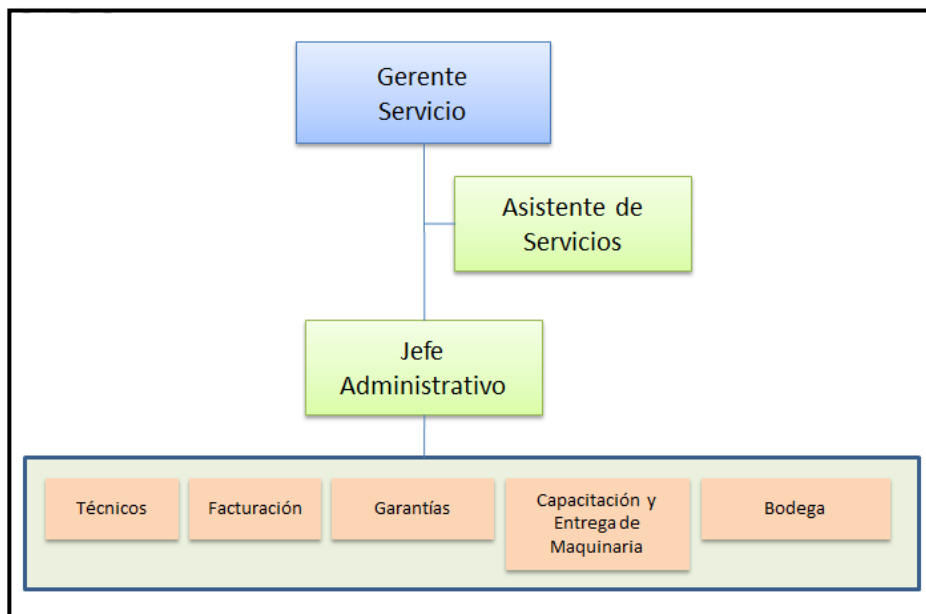 Gerente
Servicio
Asistente de
Servicios
Jefe
Administrativo
Técnicos
Facturación
Garantías
Capacitación y
Entrega de
Maquinaria
Bodega